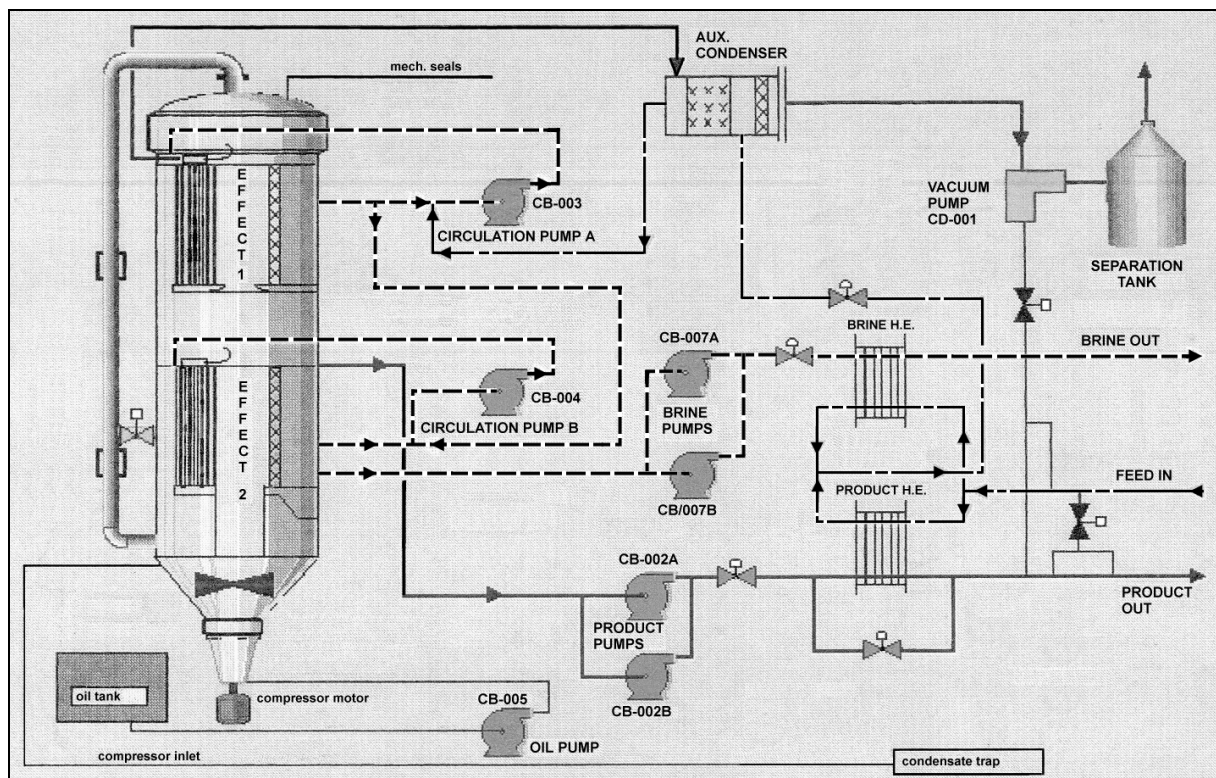 AUX.
CONDENSER
mech. seals
EFFECT 1
CB-003
CIRCULATION PUMP A
VACUUM
PUMP
CD-001
SEPARATION
TANK
BRINE H.E.
CB-007A
BRINE OUT
CB-004
CIRCULATION PUMP B
BRINE
PUMPS
EFFECT 2
FEED IN
PRODUCT H.E.
CB/007B
CB-002A
PRODUCT
OUT
PRODUCT
PUMPS
oil tank
compressor motor
CB-005
CB-002B
OIL PUMP
compressor inlet
condensate trap